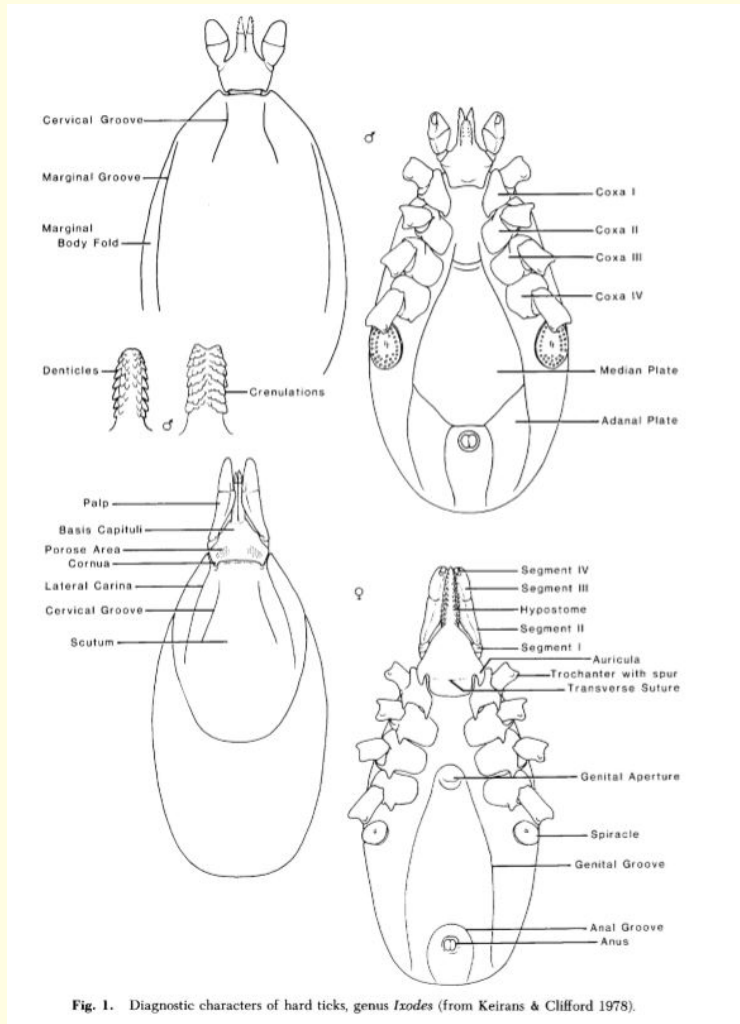 Cervical Groove
Marginal Groove
Marginal
Body Fold
♂
Coxa I
Coxa II
Coxa III
Coxa IV
Median Plate
Adanal Plate
Denticles
Crenulations
♂
Palp
Basis Capituli
Porose Area
Cornua
Lateral Carina
Cervical Groove
Scutum
♀
Segment IV
Segment III
Hypostome
Segment II
Segment I
Auricula
Trochanter with spur
Transverse Suture
Genital Aperture
Spiracle
Genital Groove
Anal Groove
Anus
Fig. 1. Diagnostic characters of hard ticks, genus Ixodes (from Keirans & Clifford 1978).